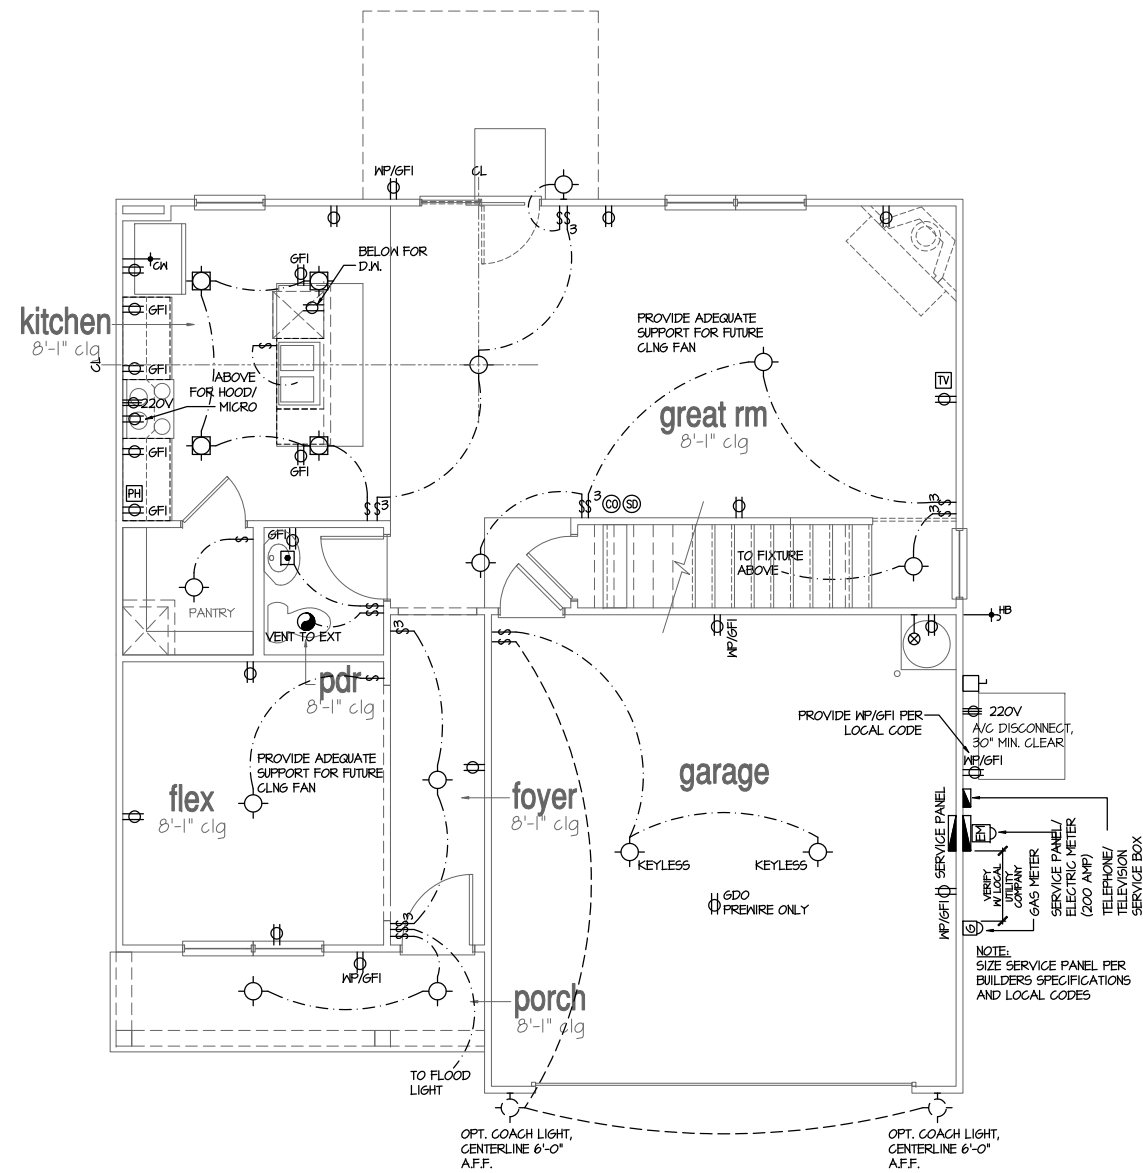 WP/GFI
CL
3
BELOW FOR
D.W.
GFI
CW
GFI
kitchen
8'-1" clg
CL
GFI
ABOVE
FOR HOOD/
MICRO
220V
GFI
GFI
PH
GFI
3
PROVIDE ADEQUATE
SUPPORT FOR FUTURE
CLNG FAN
TV
great rm
8'-1" clg
3
CO
SD
3
3
TO FIXTURE
ABOVE
GFI
PANTRY
VENT TO EXT
3
pdr
8'-1" clg
WP/GFI
HB
PROVIDE WP/GFI PER
LOCAL CODE
220V
A/C DISCONNECT,
30" MIN. CLEAR
WP/GFI
PROVIDE ADEQUATE
SUPPORT FOR FUTURE
CLNG FAN
flex
8'-1" clg
foyer
8'-1" clg
garage
KEYLESS
KEYLESS
GDO
PREWIRE ONLY
SERVICE PANEL
WP/GFI
EM
VERIFY
W/ LOCAL
UTILITY
COMPANY
GAS METER
SERVICE PANEL/
ELECTRIC METER
(200 AMP)
TELEPHONE/
TELEVISION
SERVICE BOX
G
NOTE:
SIZE SERVICE PANEL PER
BUILDERS SPECIFICATIONS
AND LOCAL CODES
3
WP/GFI
porch
8'-1" clg
TO FLOOD
LIGHT
OPT. COACH LIGHT,
CENTERLINE 6'-0"
A.F.F.
OPT. COACH LIGHT,
CENTERLINE 6'-0"
A.F.F.